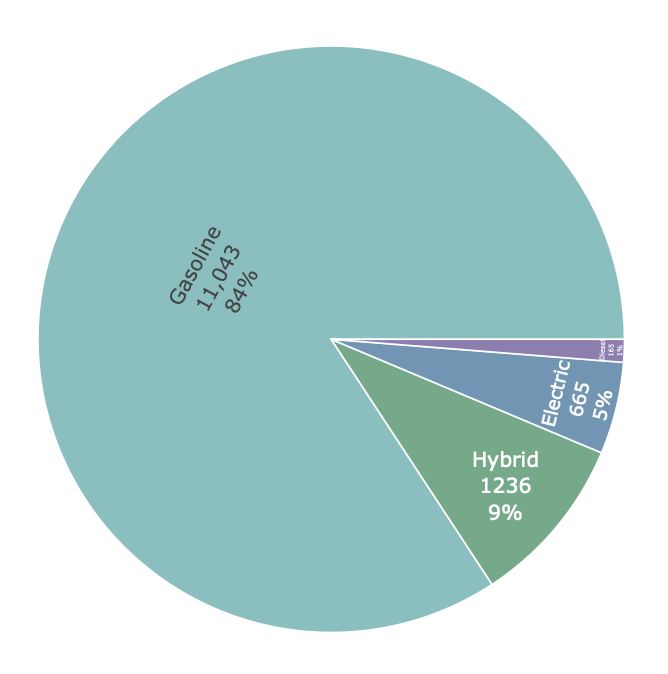 Gasoline
11,043
84%
Diesel
165
1%
Electric
665
5%
Hybrid
1236
9%